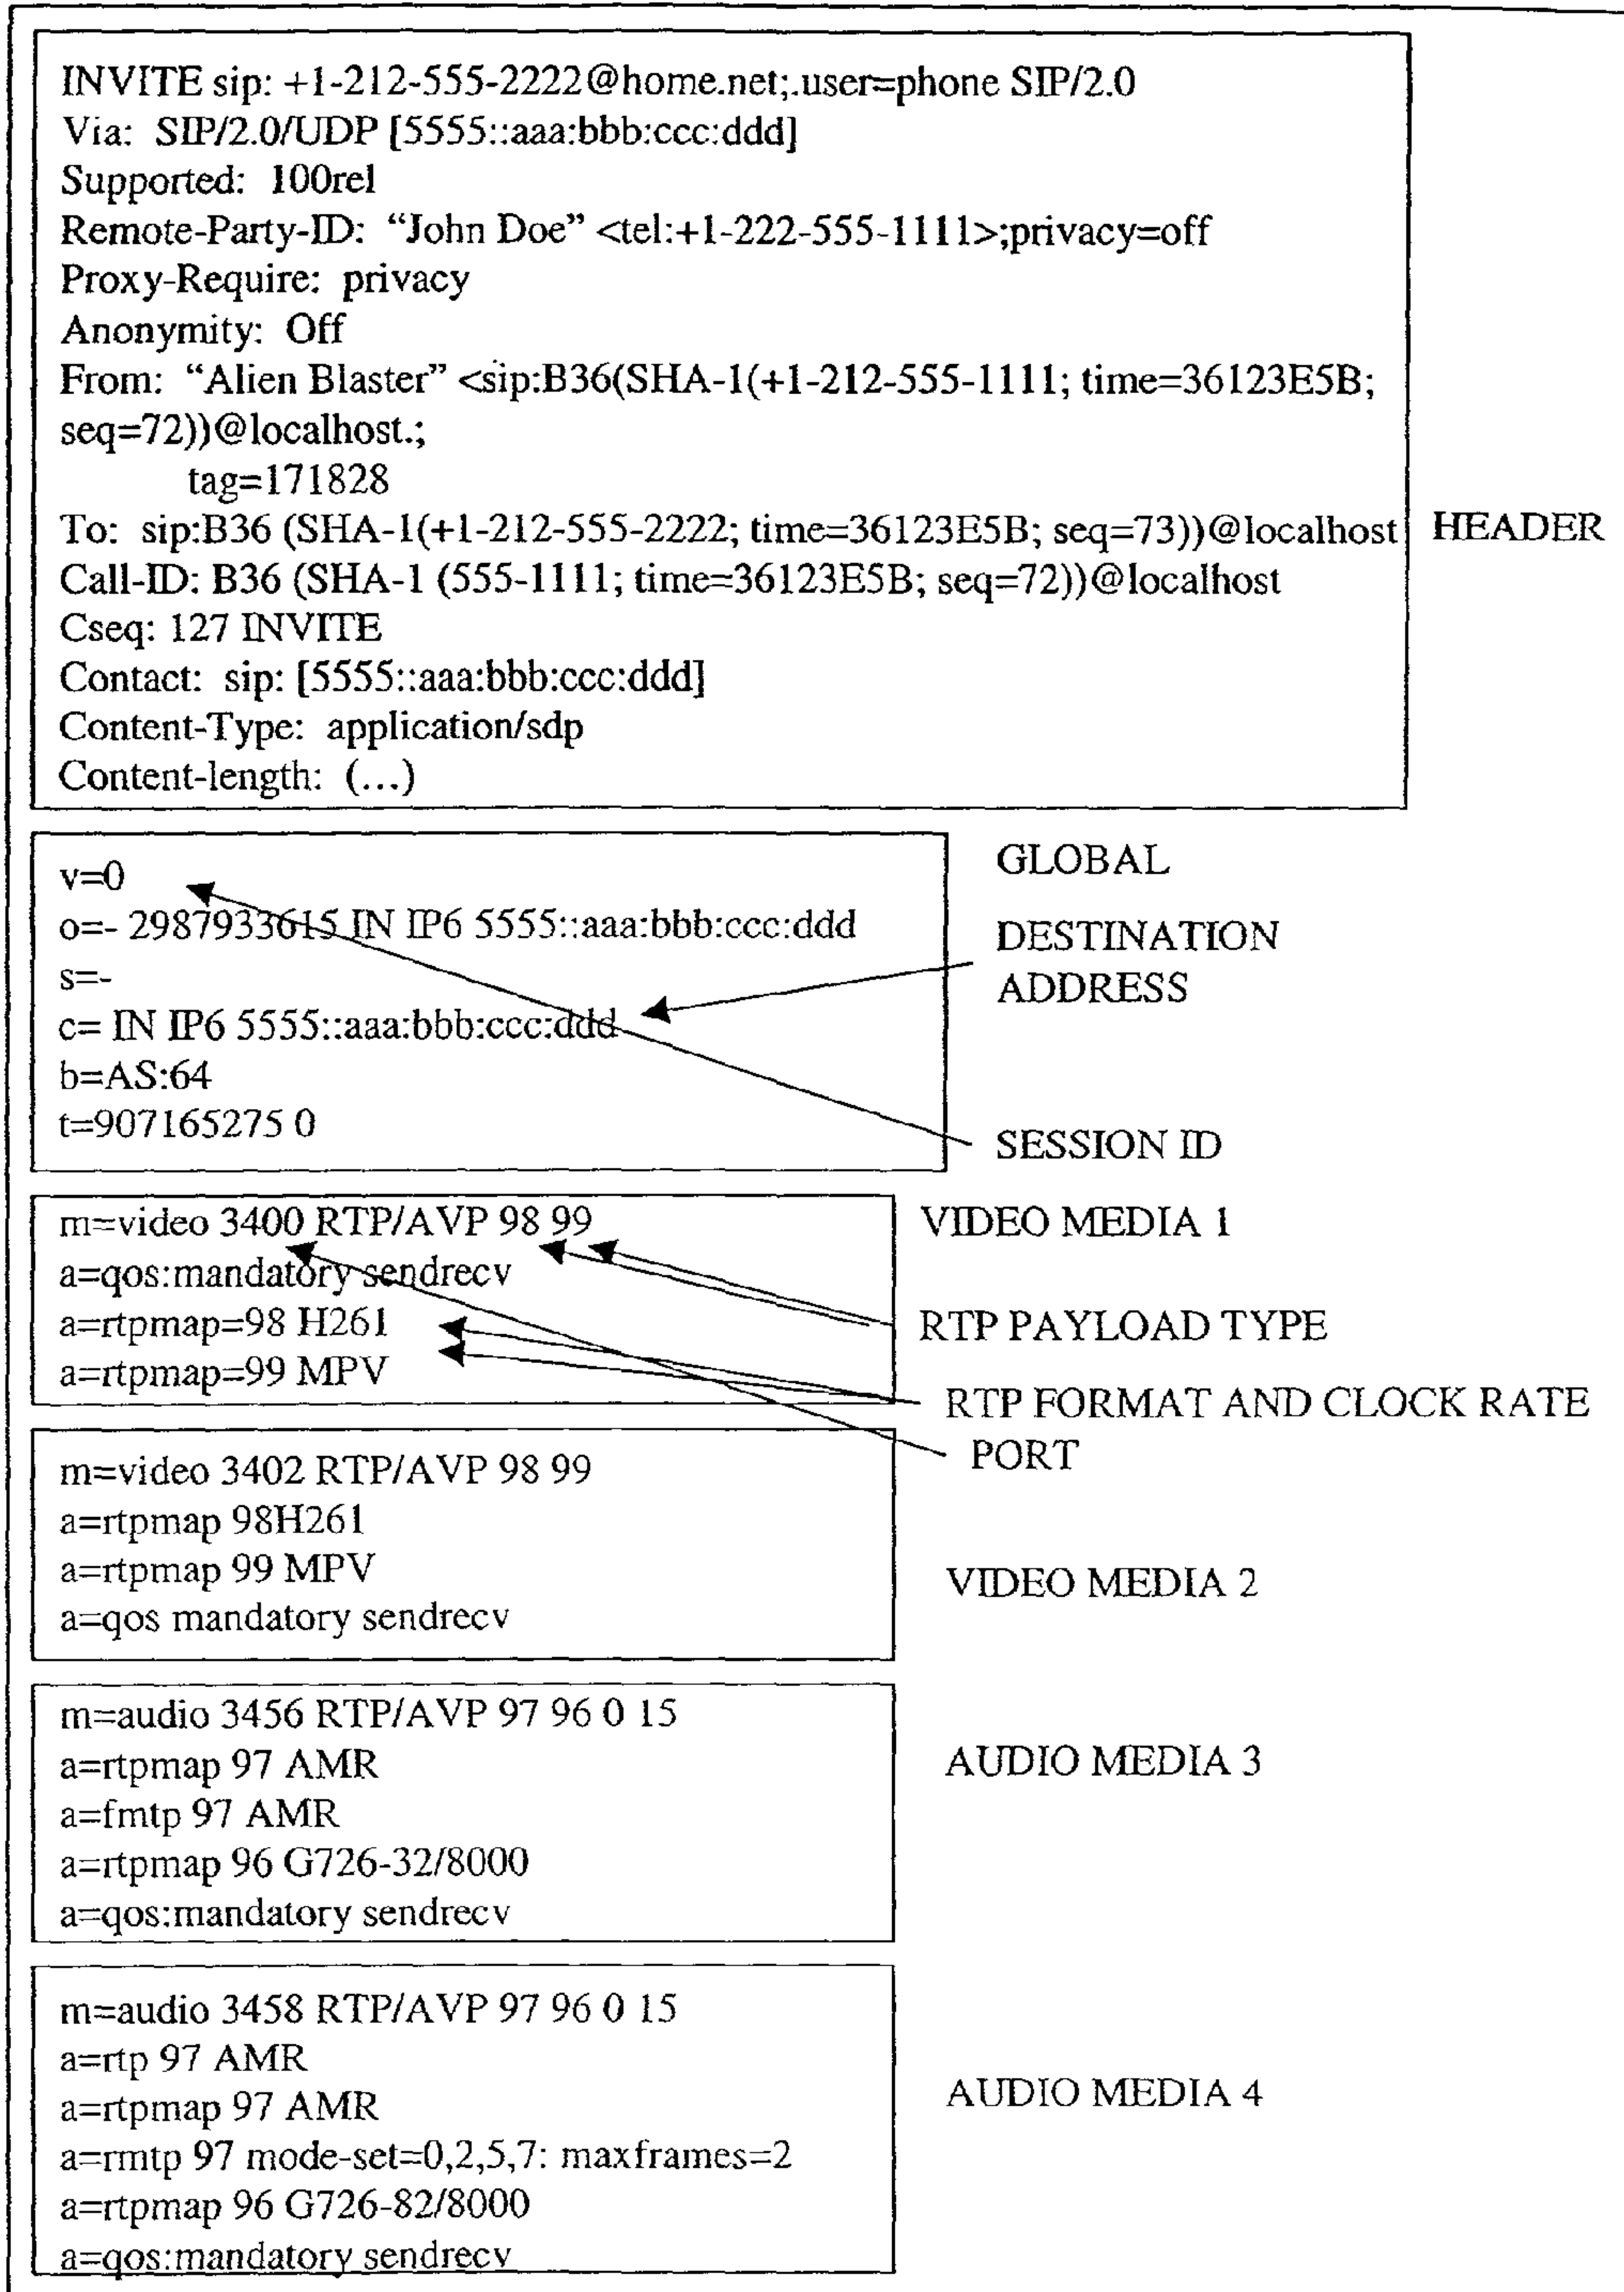 INVITE sip: +1-212-555-2222@home.net;.user=phone SIP/2.0
Via: SIP/2.0/UDP [5555::aaa:bbb:ccc:ddd]
Supported: 100rel
Remote-Party-ID: “John Doe” <tel:+1-222-555-1111>;privacy=off
Proxy-Require: privacy
Anonymity: Off
From: “Alien Blaster” <sip:B36(SHA-1(+1-212-555-1111; time=36123E5B;
seq=72))@localhost.;
tag=171828
To: sip:B36 (SHA-1(+1-212-555-2222; time=36123E5B; seq=73))@localhost
HEADER
Call-ID: B36 (SHA-1 (555-1111; time=36123E5B; seq=72))@localhost
Cseq: 127 INVITE
Contact: sip: [5555::aaa:bbb:ccc:ddd]
Content-Type: application/sdp
Content-length: (...)
GLOBAL
v=0
o=- 2987933615 IN IP6 5555::aaa:bbb:ccc:ddd
DESTINATION
ADDRESS
s=-
c= IN IP6 5555::aaa:bbb:ccc:ddd
b=AS:64
t=907165275 0
SESSION ID
m=video 3400 RTP/AVP 98 99
VIDEO MEDIA 1
a=qos:mandatory sendrecv
a=rtpmap=98 H261
RTP PAYLOAD TYPE
a=rtpmap=99 MPV
RTP FORMAT AND CLOCK RATE
PORT
m=video 3402 RTP/AVP 98 99
a=rtpmap 98H261
a=rtpmap 99 MPV
VIDEO MEDIA 2
a=qos mandatory sendrecv
m=audio 3456 RTP/AVP 97 96 0 15
a=rtpmap 97 AMR
AUDIO MEDIA 3
a=fmtp 97 AMR
a=rtpmap 96 G726-32/8000
a=qos:mandatory sendrecv
m=audio 3458 RTP/AVP 97 96 0 15
a=rtp 97 AMR
a=rtpmap 97 AMR
AUDIO MEDIA 4
a=rmtp 97 mode-set=0,2,5,7: maxframes=2
a=rtpmap 96 G726-82/8000
a=qos:mandatory sendrecv